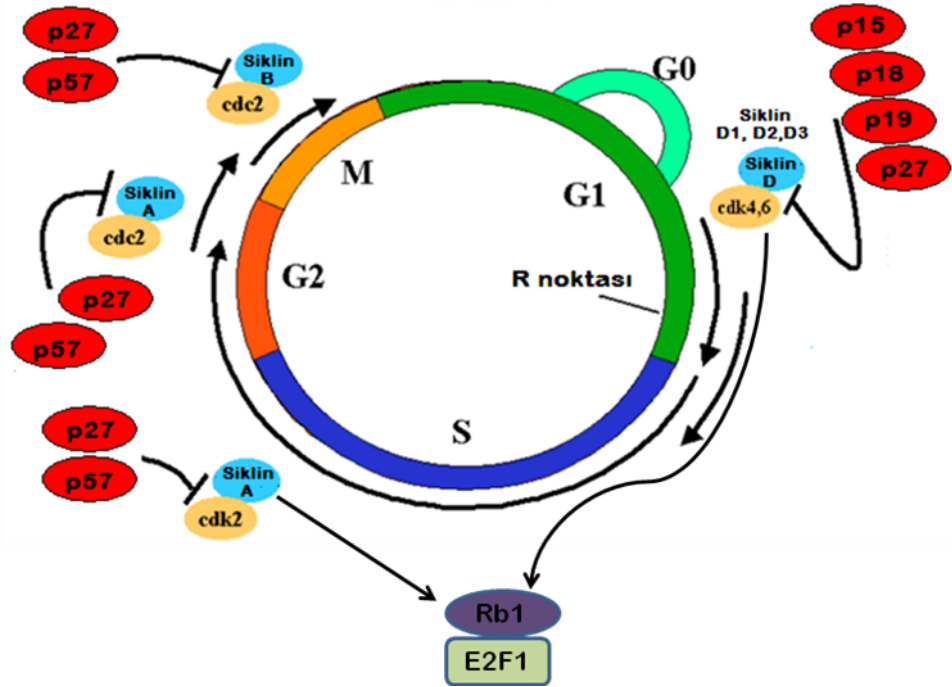 p27
p57
Siklin
B
cdc2
G0
p15
p18
p19
p27
Siklin
D1, D2,D3
Siklin
D
cdk4,6
M
G1
Siklin
A
cdc2
G2
R noktası
p27
p57
S
p27
p57
Siklin
A
cdk2
Rb1
E2F1